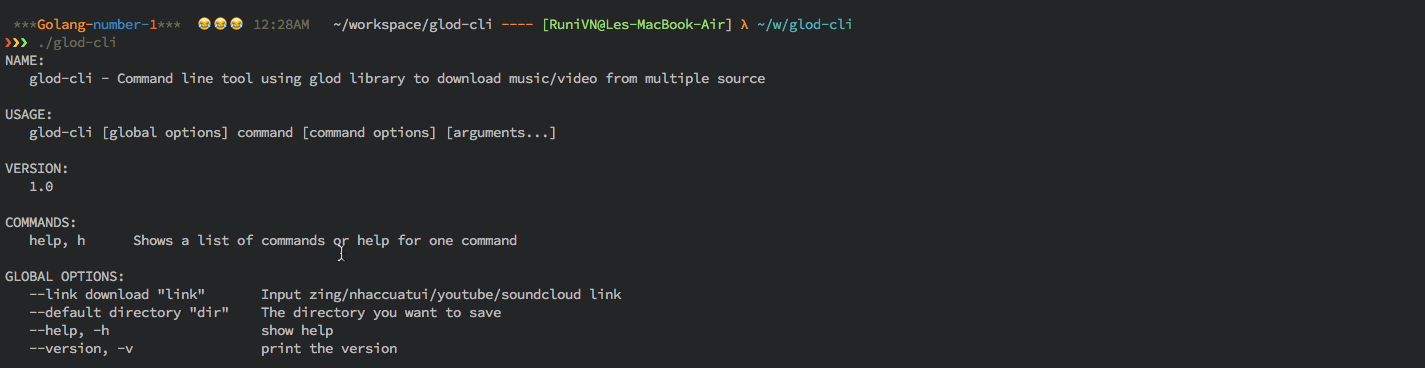 ***Golang-number-1*** 😂😂😂 12:28AM ~/workspace/glod-cli ---- [RuniVN@Les-MacBook-Air] λ ~/w/glod-cli
❯❯❯ ./glod-cli
NAME:
glod-cli - Command line tool using glod library to download music/video from multiple source
USAGE:
glod-cli [global options] command [command options] [arguments...]
VERSION:
1.0
COMMANDS:
help, h Shows a list of commands or help for one command
GLOBAL OPTIONS:
--link download "link" Input zing/nhaccuatui/youtube/soundcloud link
--default directory "dir" The directory you want to save
--help, -h show help
--version, -v print the version